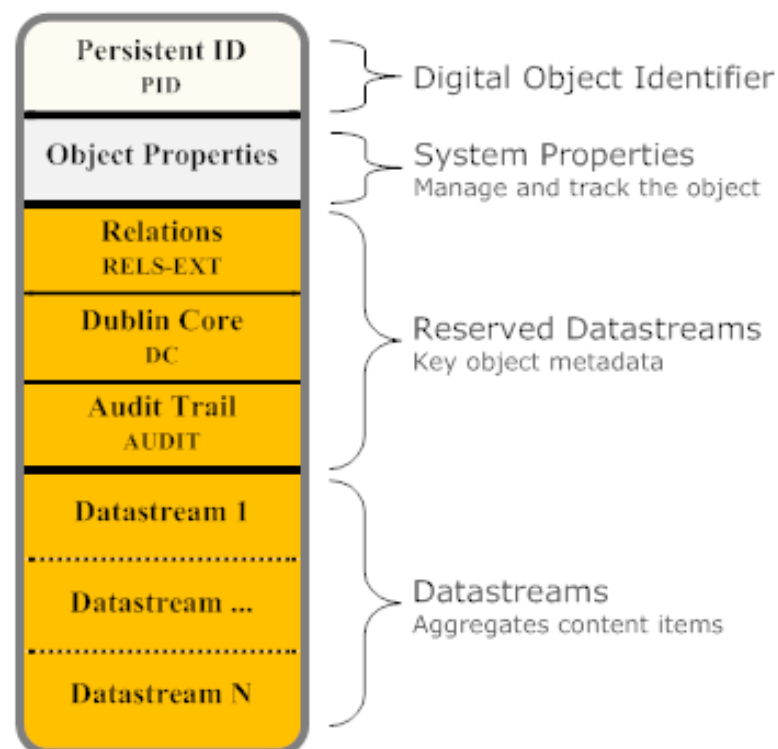 Persistent ID
PID
Digital Object Identifier
Object Properties
System Properties
Manage and track the object
Relations
RELS-EXT
Dublin Core
DC
Audit Trail
AUDIT
Reserved Datastreams
Key object metadata
Datastream 1
Datastream ...
Datastream N
Datastreams
Aggregates content items